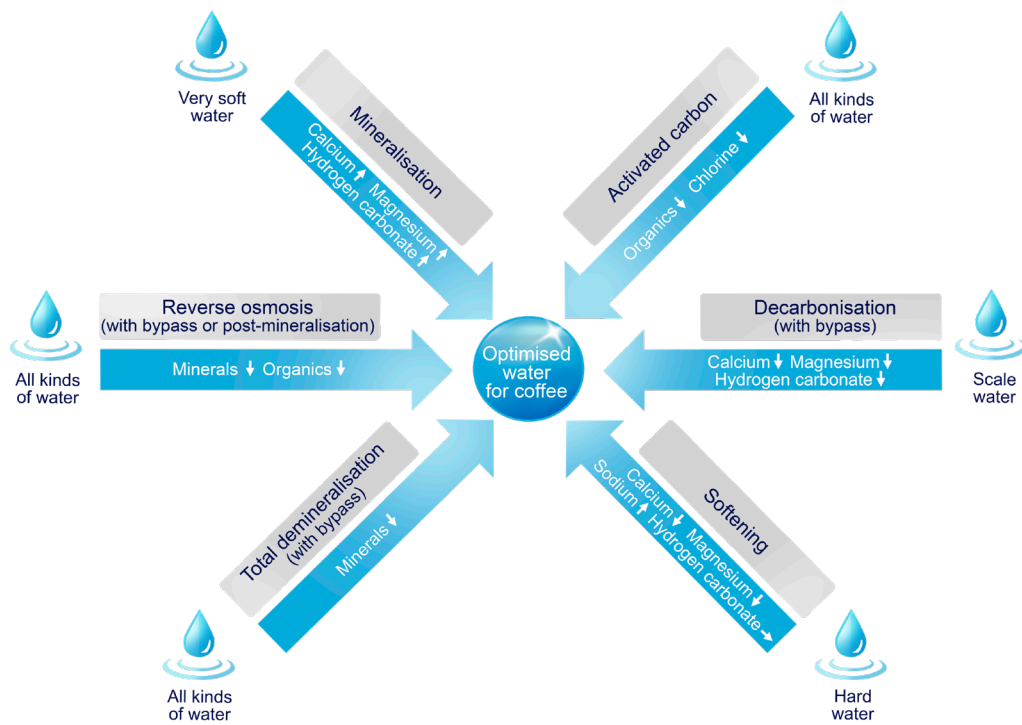 Very soft
water
Mineralisation
Calcium↑ Magnesium↑
Hydrogen carbonate↑
All kinds
of water
Activated carbon
Organics↓ Chlorine↓
All kinds
of water
Reverse osmosis
(with bypass or post-mineralisation)
Minerals↓ Organics↓
Optimised
water
for coffee
Decarbonisation
(with bypass)
Calcium↓ Magnesium↓
Hydrogen carbonate↓
Scale
water
Total demineralisation
(with bypass)
Minerals↓
All kinds
of water
Softening
Calcium↓ Magnesium↓
Sodium↑ Hydrogen carbonate→
Hard
water